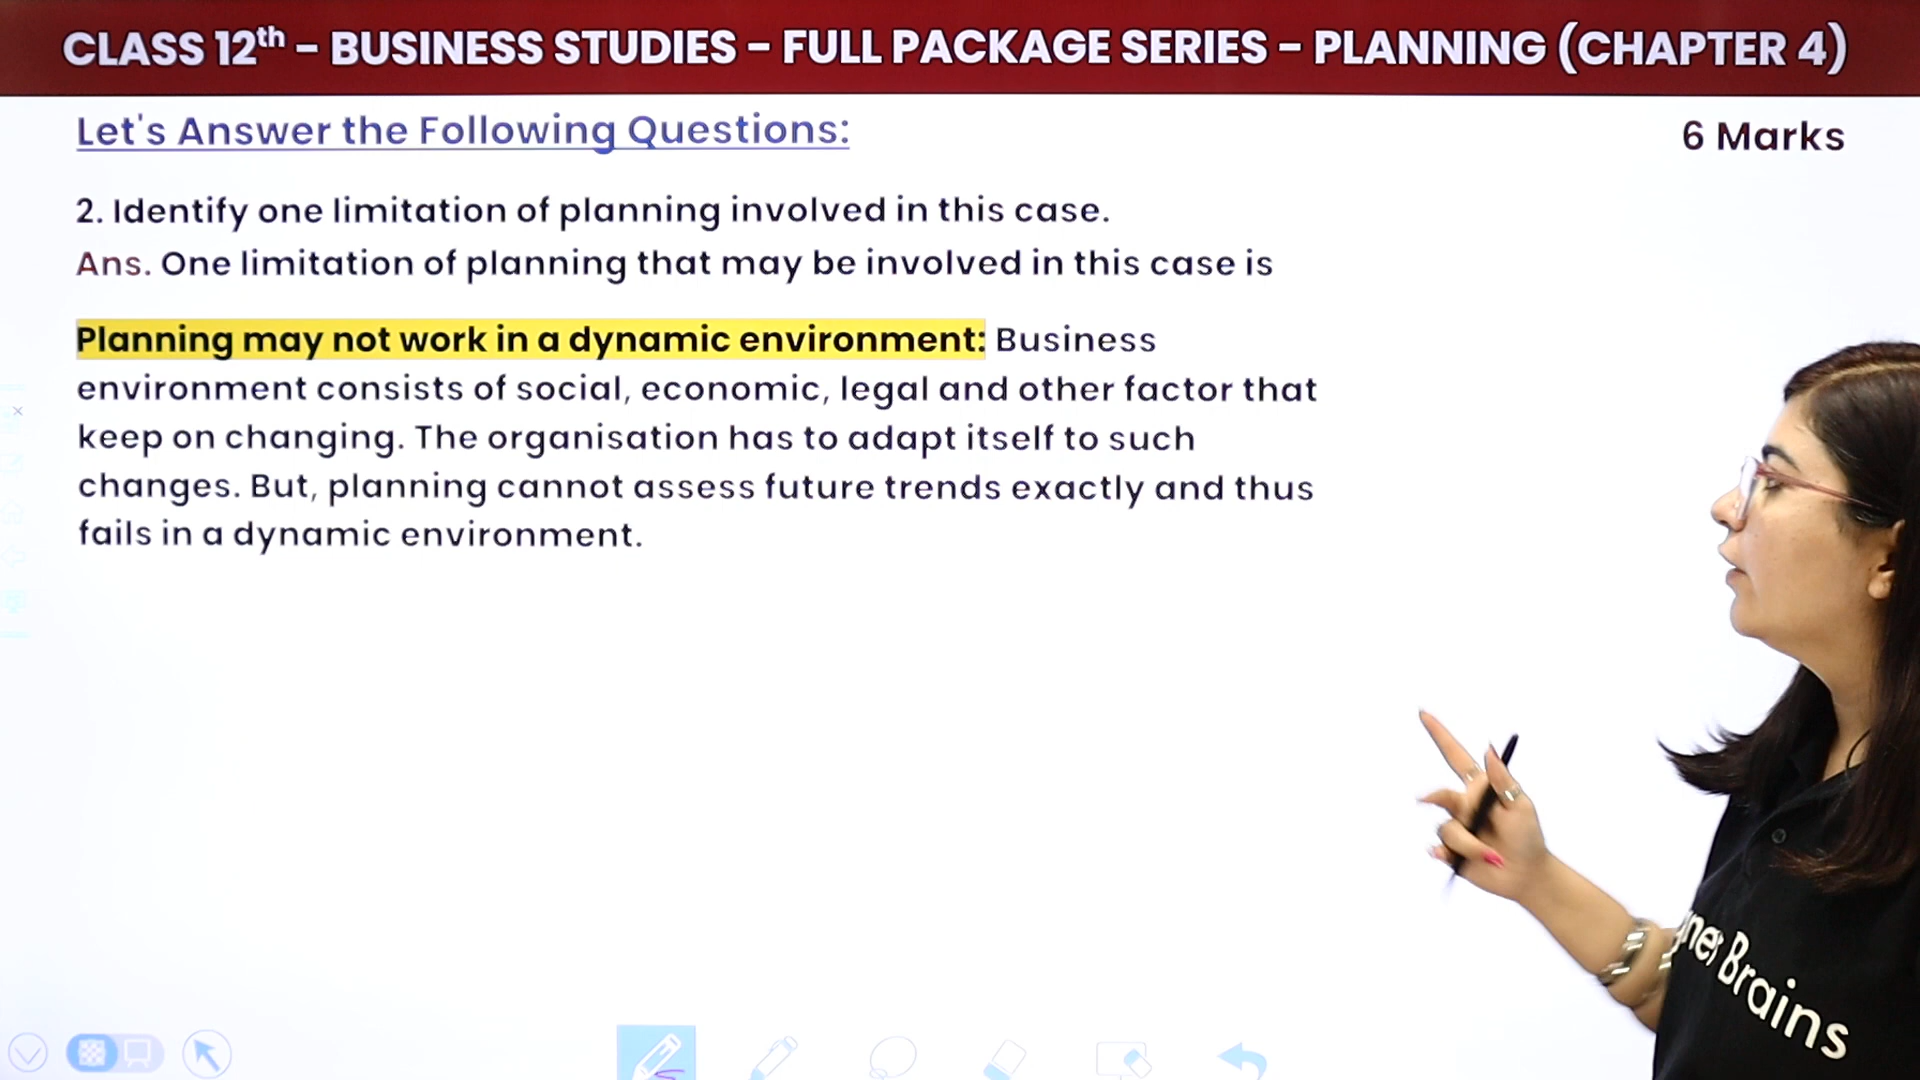 CLASS 12th – BUSINESS STUDIES – FULL PACKAGE SERIES – PLANNING (CHAPTER 4)
Let's Answer the Following Questions:
6 Marks
2. Identify one limitation of planning involved in this case.
Ans. One limitation of planning that may be involved in this case is
Planning may not work in a dynamic environment: Business
environment consists of social, economic, legal and other factor that
keep on changing. The organisation has to adapt itself to such
changes. But, planning cannot assess future trends exactly and thus
fails in a dynamic environment.
Brains